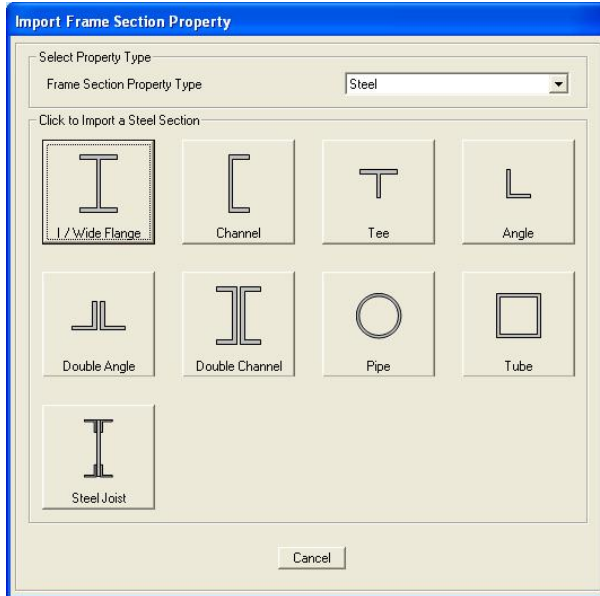 Import Frame Section Property
Select Property Type
Frame Section Property Type Steel
Click to Import a Steel Section
I / Wide Flange Channel Tee Angle
Double Angle Double Channel Pipe Tube
Steel Joist
Cancel